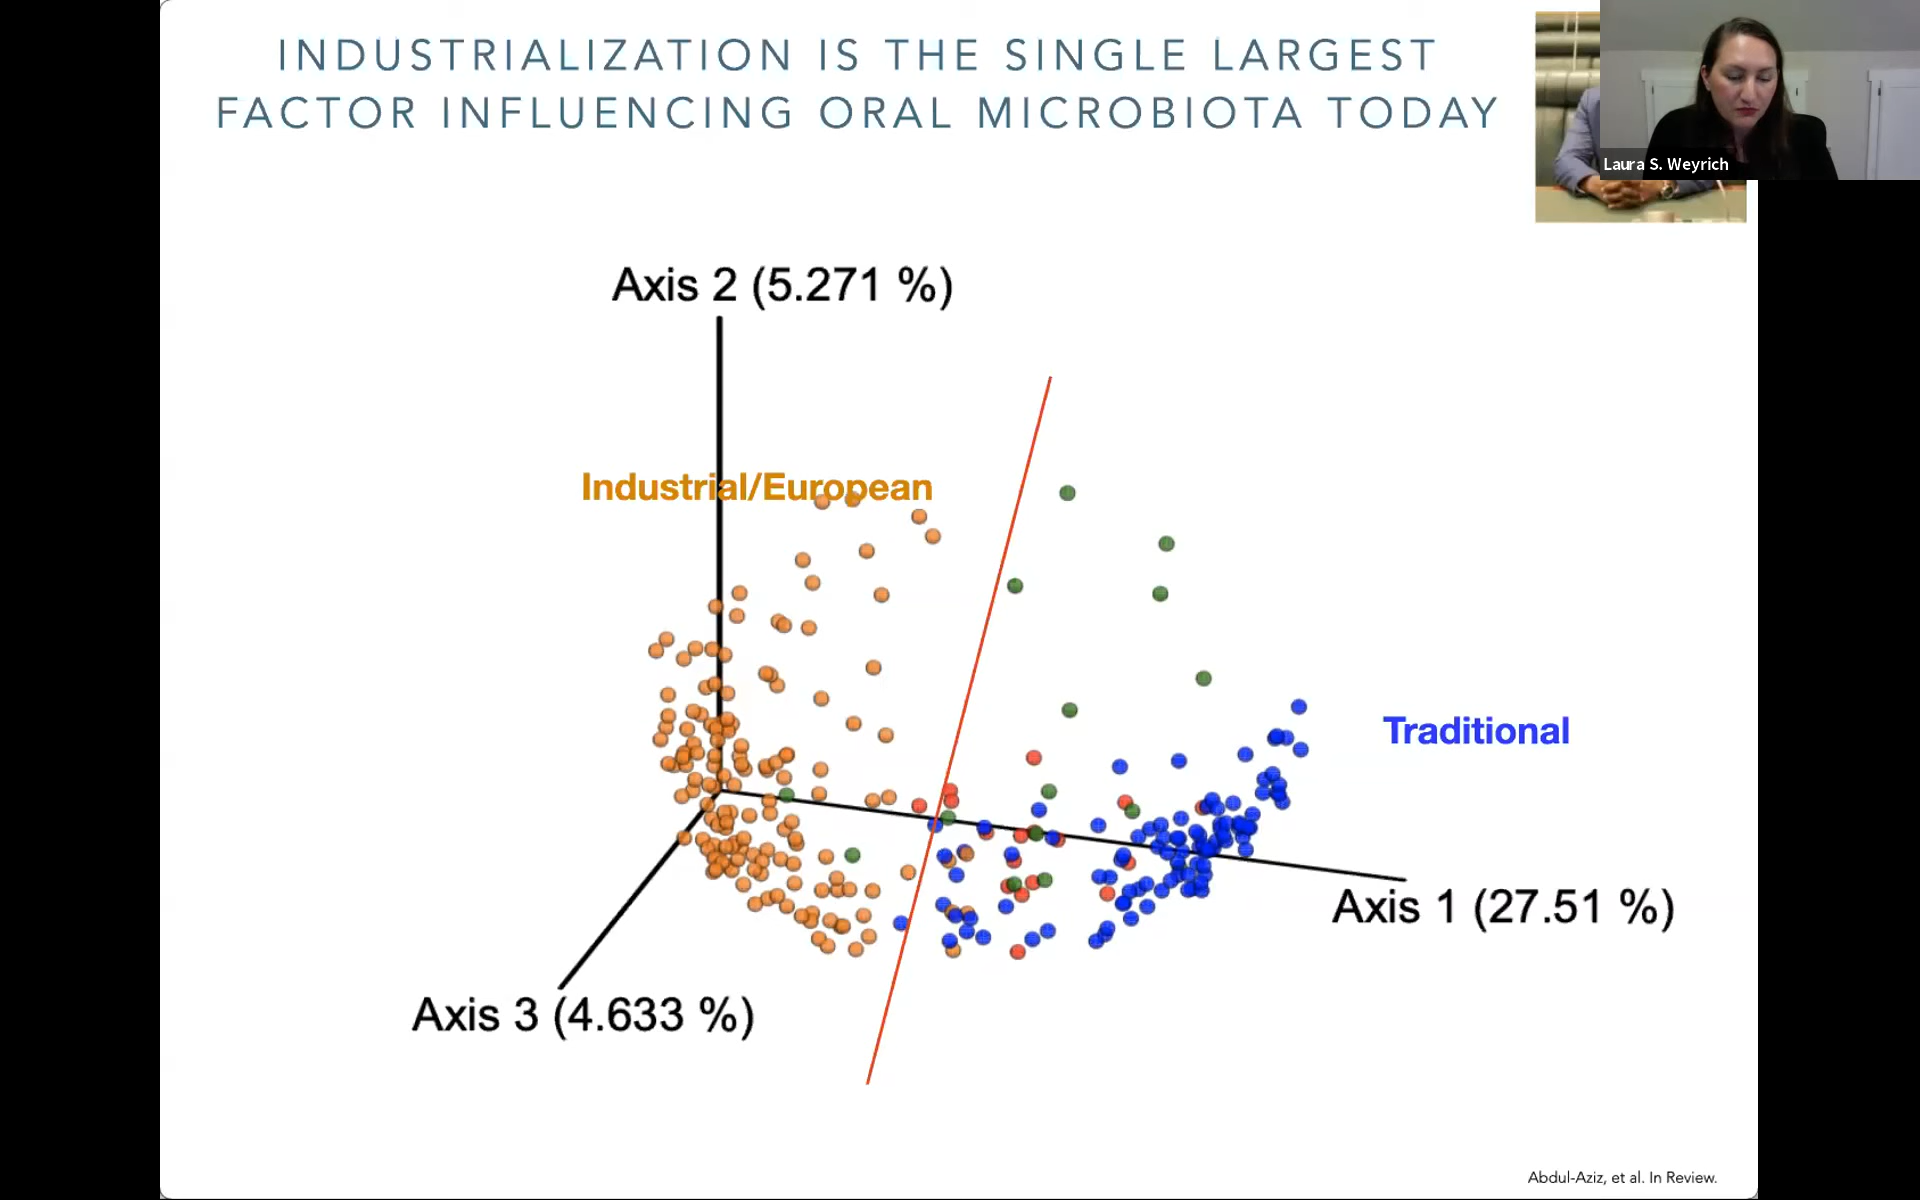 INDUSTRIALIZATION IS THE SINGLE LARGEST
FACTOR INFLUENCING ORAL MICROBIOTA TODAY
Laura S. Weyrich
Axis 2 (5.271 %)
Industrial/European
Traditional
Axis 1 (27.51 %)
Axis 3 (4.633 %)
Abdul-Aziz, et al. In Review.